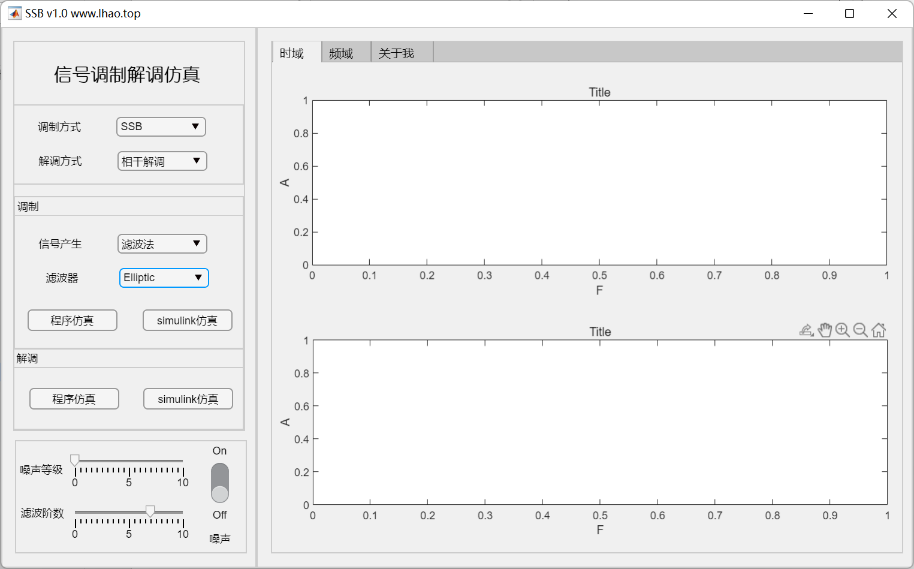 SSB v1.0 www.lhao.top
信号调制解调仿真
调制方式 SSB
解调方式 相干解调
调制
信号产生 滤波法
滤波器 Elliptic
程序仿真 simulink仿真
解调
程序仿真 simulink仿真
噪声等级
0 5 10
滤波阶数
0 5 10
On
Off
噪声
时域 频域 关于我
Title
1
0.8
0.6
0.4
0.2
0
A
0 0.1 0.2 0.3 0.4 0.5 0.6 0.7 0.8 0.9 1
F
Title
1
0.8
0.6
0.4
0.2
0
A
0 0.1 0.2 0.3 0.4 0.5 0.6 0.7 0.8 0.9 1
F